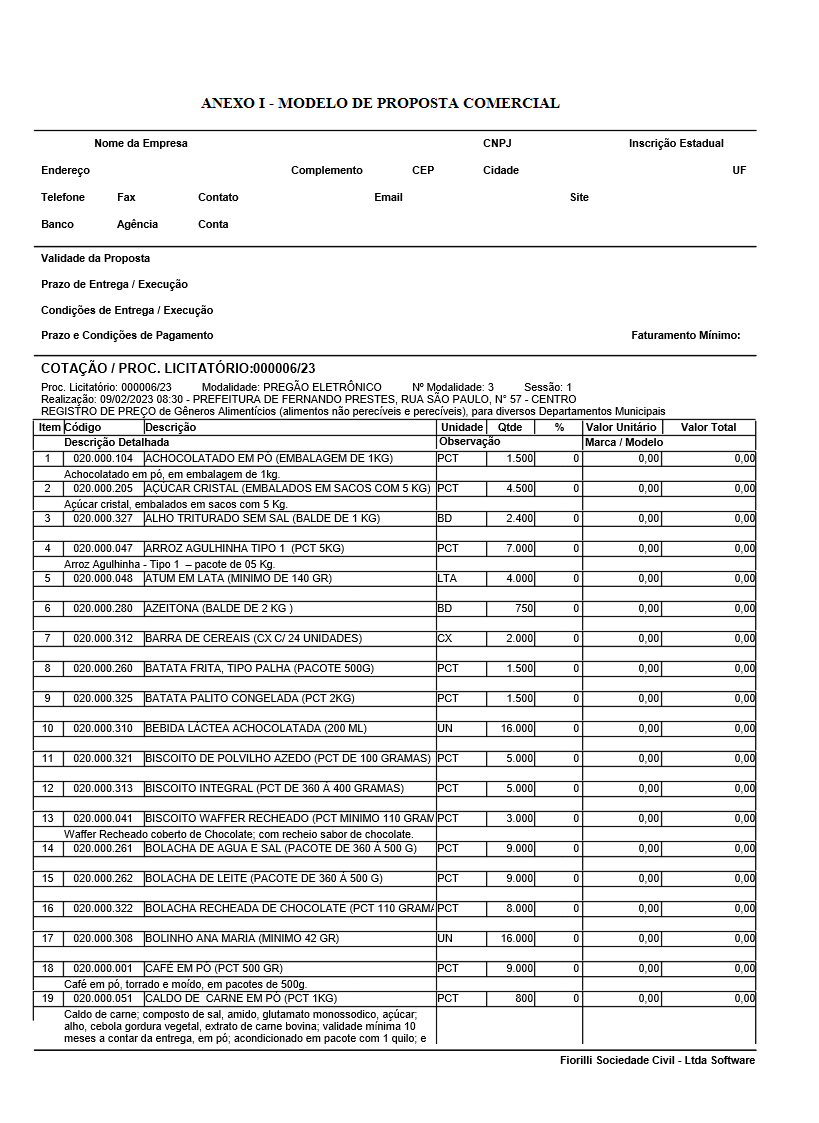 ANEXO I - MODELO DE PROPOSTA COMERCIAL
Nome da Empresa CNPJ Inscrição Estadual
Endereço Complemento CEP Cidade UF
Telefone Fax Contato Email Site
Banco Agência Conta
Validade da Proposta
Prazo de Entrega / Execução
Condições de Entrega / Execução
Prazo e Condições de Pagamento Faturamento Mínimo:
COTAÇÃO / PROC. LICITATÓRIO:000006/23
Proc. Licitatório: 000006/23 Modalidade: PREGÃO ELETRÔNICO Nº Modalidade: 3 Sessão: 1
Realização: 09/02/2023 08:30 - PREFEITURA DE FERNANDO PRESTES, RUA SÃO PAULO, N° 57 - CENTRO
REGISTRO DE PREÇO de Gêneros Alimentícios (alimentos não perecíveis e perecíveis), para diversos Departamentos Municipais
Item Código Descrição Unidade Qtde % Valor Unitário Valor Total
Descrição Detalhada Observação Marca / Modelo
1 020.000.104 ACHOCOLATADO EM PÓ (EMBALAGEM DE 1KG) PCT 1.500 0 0,00 0,00
Achocolatado em pó, em embalagem de 1kg.
2 020.000.205 AÇÚCAR CRISTAL (EMBALADOS EM SACOS COM 5 KG) PCT 4.500 0 0,00 0,00
Açúcar cristal, embalados em sacos com 5 Kg.
3 020.000.327 ALHO TRITURADO SEM SAL (BALDE DE 1 KG) BD 2.400 0 0,00 0,00
4 020.000.047 ARROZ AGULHINHA TIPO 1 (PCT 5KG) PCT 7.000 0 0,00 0,00
Arroz Agulhinha - Tipo 1 – pacote de 05 Kg.
5 020.000.048 ATUM EM LATA (MINIMO DE 140 GR) LTA 4.000 0 0,00 0,00
6 020.000.280 AZEITONA (BALDE DE 2 KG ) BD 750 0 0,00 0,00
7 020.000.312 BARRA DE CEREAIS (CX C/ 24 UNIDADES) CX 2.000 0 0,00 0,00
8 020.000.260 BATATA FRITA, TIPO PALHA (PACOTE 500G) PCT 1.500 0 0,00 0,00
9 020.000.325 BATATA PALITO CONGELADA (PCT 2KG) PCT 1.500 0 0,00 0,00
10 020.000.310 BEBIDA LÁCTEA ACHOCOLATADA (200 ML) UN 16.000 0 0,00 0,00
11 020.000.321 BISCOITO DE POLVILHO AZEDO (PCT DE 100 GRAMAS) PCT 5.000 0 0,00 0,00
12 020.000.313 BISCOITO INTEGRAL (PCT DE 360 Á 400 GRAMAS) PCT 5.000 0 0,00 0,00
13 020.000.041 BISCOITO WAFFER RECHEADO (PCT MINIMO 110 GRAM PCT 3.000 0 0,00 0,00
Waffer Recheado coberto de Chocolate; com recheio sabor de chocolate.
14 020.000.261 BOLACHA DE AGUA E SAL (PACOTE DE 360 Á 500 G) PCT 9.000 0 0,00 0,00
15 020.000.262 BOLACHA DE LEITE (PACOTE DE 360 Á 500 G) PCT 9.000 0 0,00 0,00
16 020.000.322 BOLACHA RECHEADA DE CHOCOLATE (PCT 110 GRAMA PCT 8.000 0 0,00 0,00
17 020.000.308 BOLINHO ANA MARIA (MINIMO 42 GR) UN 16.000 0 0,00 0,00
18 020.000.001 CAFÉ EM PÓ (PCT 500 GR) PCT 9.000 0 0,00 0,00
Café em pó, torrado e moído, em pacotes de 500g.
19 020.000.051 CALDO DE CARNE EM PÓ (PCT 1KG) PCT 800 0 0,00 0,00
Caldo de carne; composto de sal, amido, glutamato monossodico, açúcar;
alho, cebola gordura vegetal, extrato de carne bovina; validade mínima 10
meses a contar da entrega, em pó; acondicionado em pacote com 1 quilo; e
Fiorilli Sociedade Civil - Ltda Software